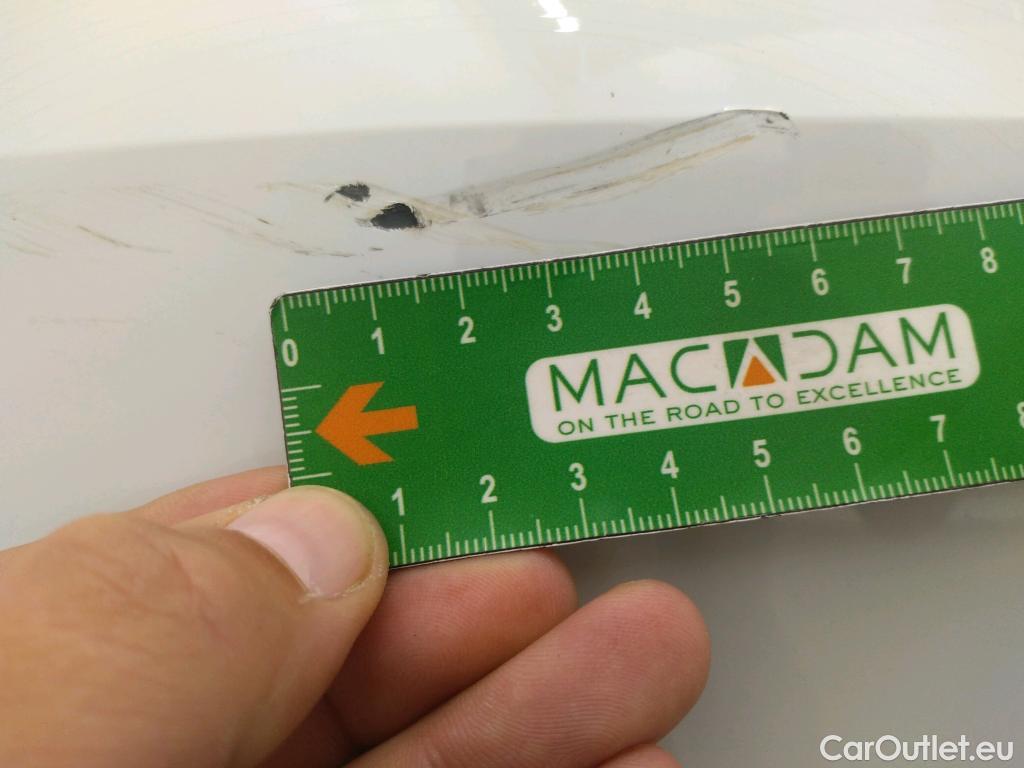 0 1 2 3 4 5 6 7 8
MACADAM
ON THE ROAD TO EXCELLENCE
1 2 3 4 5 6 7 8
CarOutlet.eu